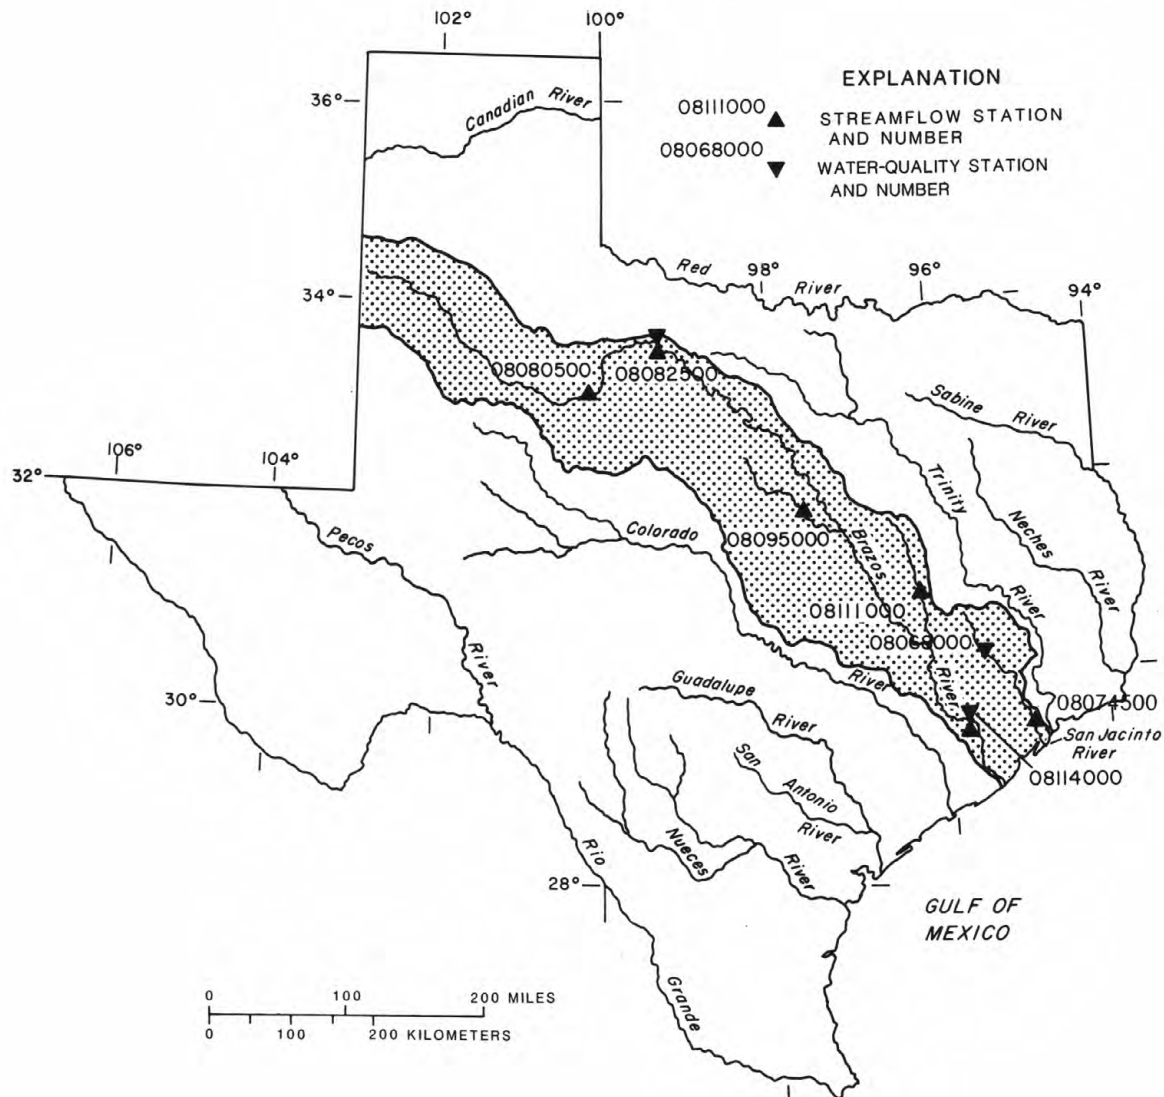 102°
100°
EXPLANATION
08111000
STREAMFLOW STATION
AND NUMBER
08068000
WATER-QUALITY STATION
AND NUMBER
36°
Canadian River
Red River
98°
96°
94°
34°
08080500
08082500
Sabine River
106°
104°
32°
Pecos River
Colorado River
08095000
Brazos River
Trinity River
Neches River
08111000
08068000
30°
Guadalupe River
08074500
San Jacinto
River
08114000
San Antonio River
Nueces River
28°
Rio Grande
GULF OF
MEXICO
0 100 200 MILES
0 100 200 KILOMETERS